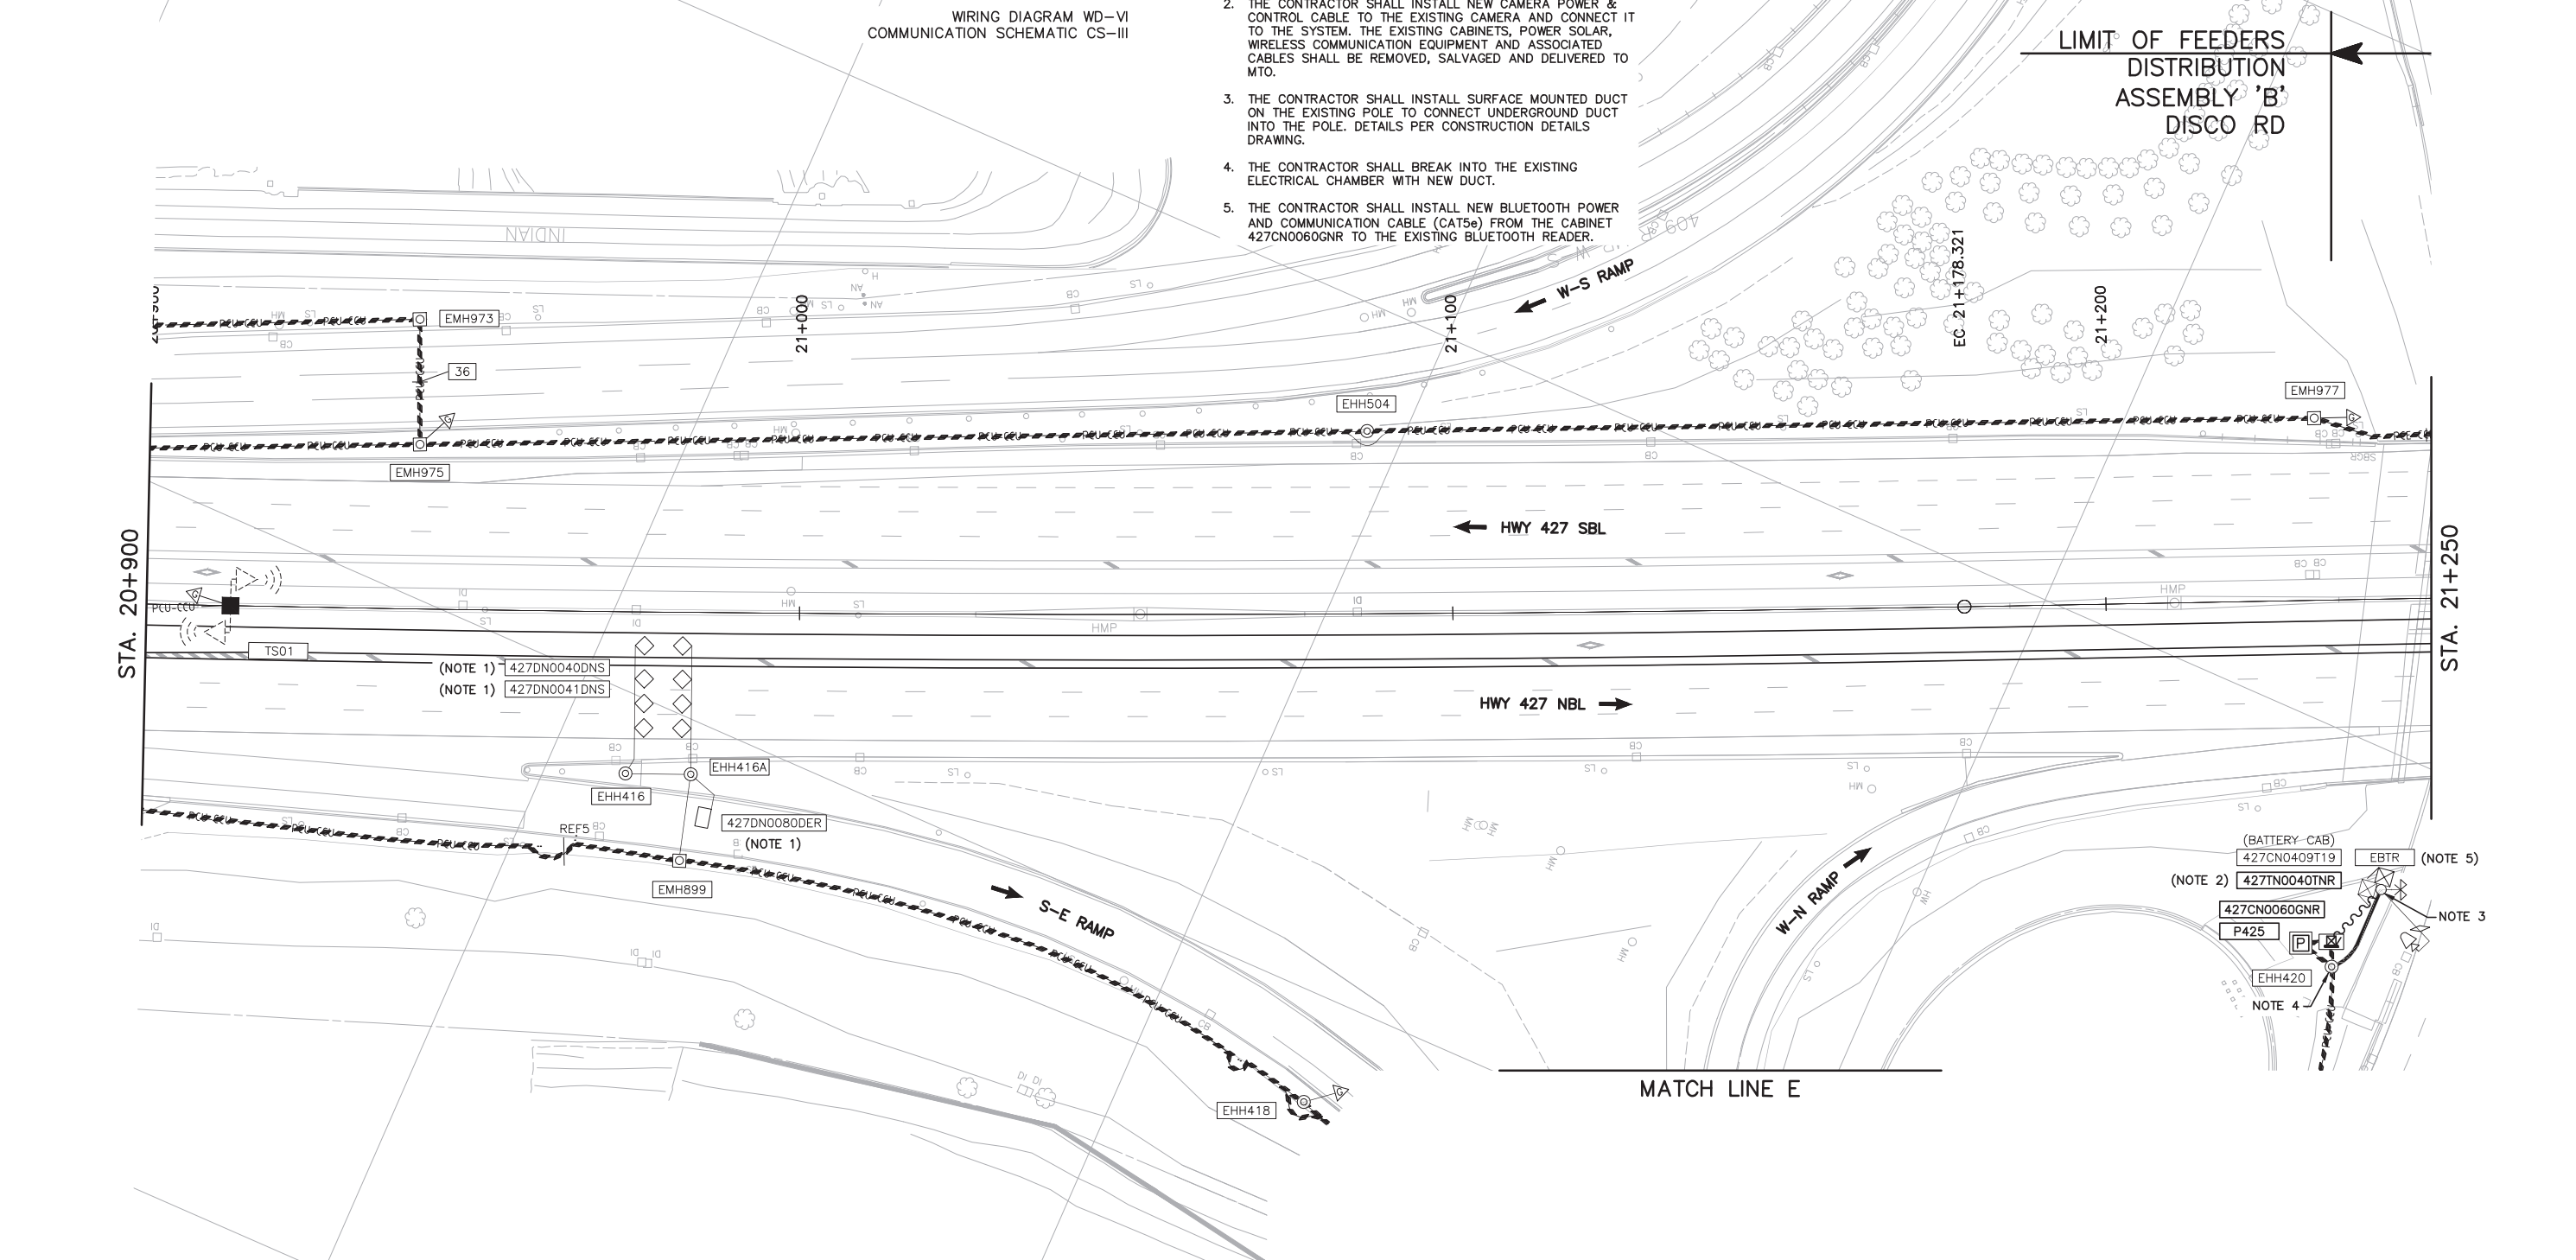 WIRING DIAGRAM WD-VI
COMMUNICATION SCHEMATIC CS-III
2. THE CONTRACTOR SHALL INSTALL NEW CAMERA POWER &
CONTROL CABLE TO THE EXISTING CAMERA AND CONNECT IT
TO THE SYSTEM. THE EXISTING CABINETS, POWER SOLAR,
WIRELESS COMMUNICATION EQUIPMENT AND ASSOCIATED
CABLES SHALL BE REMOVED, SALVAGED AND DELIVERED TO
MTO.
3. THE CONTRACTOR SHALL INSTALL SURFACE MOUNTED DUCT
ON THE EXISTING POLE TO CONNECT UNDERGROUND DUCT
INTO THE POLE. DETAILS PER CONSTRUCTION DETAILS
DRAWING.
4. THE CONTRACTOR SHALL BREAK INTO THE EXISTING
ELECTRICAL CHAMBER WITH NEW DUCT.
5. THE CONTRACTOR SHALL INSTALL NEW BLUETOOTH POWER
AND COMMUNICATION CABLE (CAT5e) FROM THE CABINET
427CN0060GNR TO THE EXISTING BLUETOOTH READER.
LIMIT OF FEEDERS
DISTRIBUTION
ASSEMBLY 'B'
DISCO RD
INDIAN
W-S RAMP
21+000
21+100
EC 21+178.321
21+200
EMH973
36
EMH975
EHH504
EMH977
SBGR
HWY 427 SBL
STA. 20+900
STA. 21+250
PCU-CCU
HMP
HMP
TS01
(NOTE 1) 427DN0040DNS
(NOTE 1) 427DN0041DNS
HWY 427 NBL
EHH416A
EHH416
427DN0080DER
(NOTE 1)
REF5
EMH899
S-E RAMP
W-N RAMP
(BATTERY CAB)
427CN0409T19 EBTR (NOTE 5)
(NOTE 2) 427TN0040TNR
427CN0060GNR
NOTE 3
P425
P
EHH420
NOTE 4
EHH418
MATCH LINE E